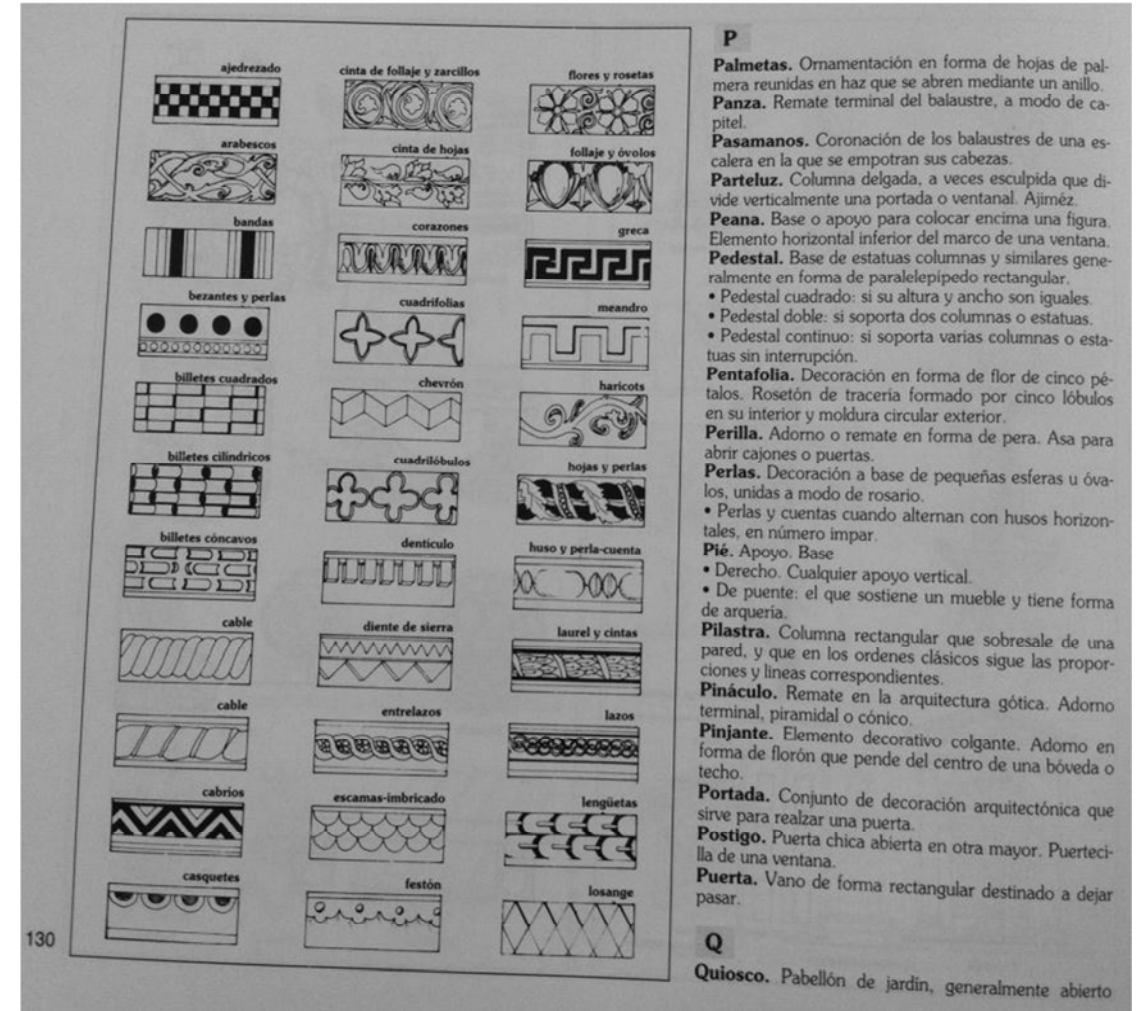 ajedrezado
cinta de follaje y zarcillos
flores y rosetas
arabescos
cinta de hojas
follaje y óvolos
bandas
corazones
greca
bezantes y perlas
cuadrifolias
meandro
billetes cuadrados
chevrón
haricots
billetes cilíndricos
cuadrilóbulos
hojas y perlas
billetes cóncavos
dentículo
huso y perla-cuenta
cable
diente de sierra
laurel y cintas
cable
entrelazos
lazos
cabrios
escamas-imbricado
lengüetas
casquetes
festón
losange
130
P
Palmetas. Ornamentación en forma de hojas de pal-
mera reunidas en haz que se abren mediante un anillo.
Panza. Remate terminal del balaustre, a modo de ca-
pitel.
Pasamanos. Coronación de los balaustres de una es-
calera en la que se empotran sus cabezas.
Parteluz. Columna delgada, a veces esculpida que di-
vide verticalmente una portada o ventanal. Ajiméz.
Peana. Base o apoyo para colocar encima una figura.
Elemento horizontal inferior del marco de una ventana.
Pedestal. Base de estatuas columnas y similares gene-
ralmente en forma de paralelepípedo rectangular.
• Pedestal cuadrado: si su altura y ancho son iguales.
• Pedestal doble: si soporta dos columnas o estatuas.
• Pedestal continuo: si soporta varias columnas o esta-
tuas sin interrupción.
Pentafolia. Decoración en forma de flor de cinco pé-
talos. Rosetón de tracería formado por cinco lóbulos
en su interior y moldura circular exterior.
Perilla. Adorno o remate en forma de pera. Asa para
abrir cajones o puertas.
Perlas. Decoración a base de pequeñas esferas u óva-
los, unidas a modo de rosario.
• Perlas y cuentas cuando alternan con husos horizon-
tales, en número impar.
Pié. Apoyo. Base
• Derecho. Cualquier apoyo vertical.
• De puente: el que sostiene un mueble y tiene forma
de arquería.
Pilastra. Columna rectangular que sobresale de una
pared, y que en los ordenes clásicos sigue las propor-
ciones y líneas correspondientes.
Pináculo. Remate en la arquitectura gótica. Adorno
terminal, piramidal o cónico.
Pinjante. Elemento decorativo colgante. Adorno en
forma de florón que pende del centro de una bóveda o
techo.
Portada. Conjunto de decoración arquitectónica que
sirve para realzar una puerta.
Postigo. Puerta chica abierta en otra mayor. Puerteci-
lla de una ventana.
Puerta. Vano de forma rectangular destinado a dejar
pasar.
Q
Quiosco. Pabellón de jardín, generalmente abierto